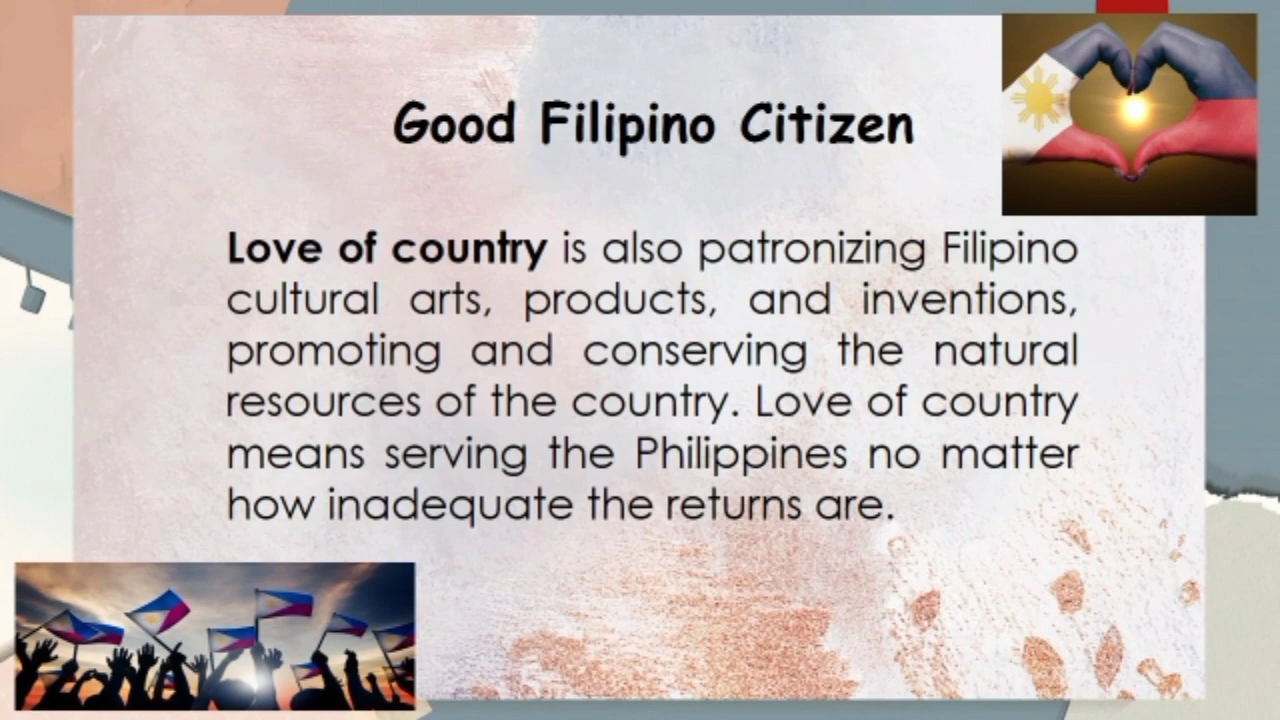 Good Filipino Citizen
Love of country is also patronizing Filipino
cultural arts, products, and inventions,
promoting and conserving the natural
resources of the country. Love of country
means serving the Philippines no matter
how inadequate the returns are.